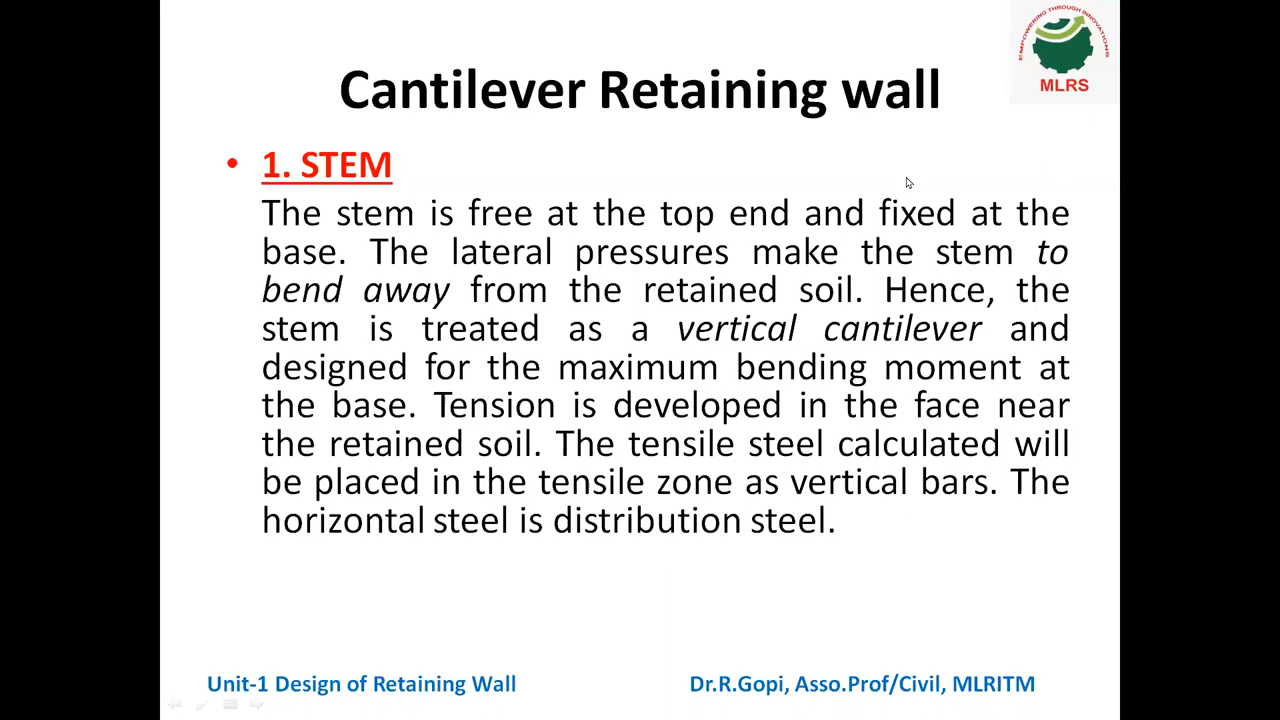 EMPOWERING THROUGH INNOVATIONS
MLRS
Cantilever Retaining wall
• 1. STEM
The stem is free at the top end and fixed at the
base. The lateral pressures make the stem to
bend away from the retained soil. Hence, the
stem is treated as a vertical cantilever and
designed for the maximum bending moment at
the base. Tension is developed in the face near
the retained soil. The tensile steel calculated will
be placed in the tensile zone as vertical bars. The
horizontal steel is distribution steel.
Unit-1 Design of Retaining Wall
Dr.R.Gopi, Asso.Prof/Civil, MLRITM